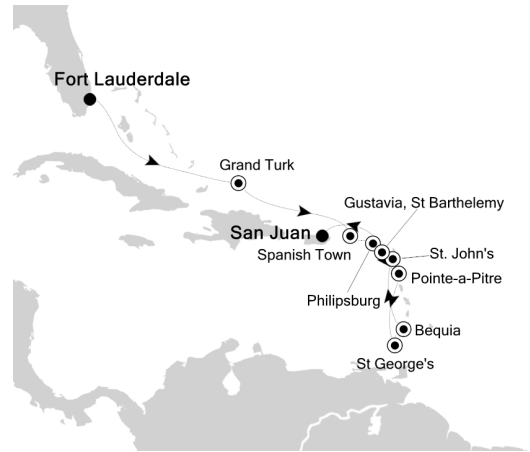 Fort Lauderdale
Grand Turk
Gustavia, St Barthelemy
San Juan
Spanish Town
St. John's
Pointe-a-Pitre
Philipsburg
Bequia
St George's